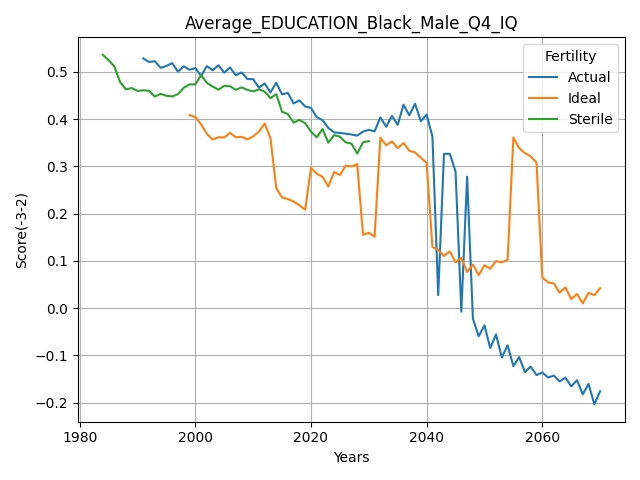 Average_EDUCATION_Black_Male_Q4_IQ
Fertility
Actual
Ideal
Sterile
Score(-3-2)
0.5
0.4
0.3
0.2
0.1
0.0
−0.1
−0.2
1980
2000
2020
2040
2060
Years